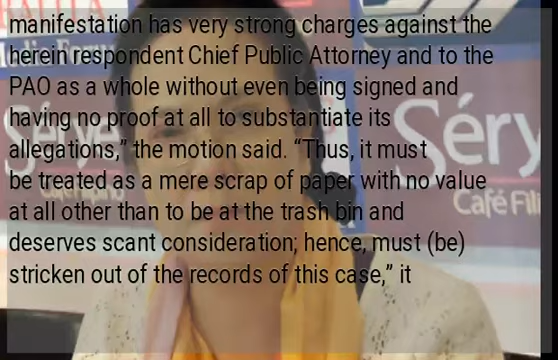 manifestation has very strong charges against the
herein respondent Chief Public Attorney and to the
PAO as a whole without even being signed and
having no proof at all to substantiate its
allegations,” the motion said. “Thus, it must
be treated as a mere scrap of paper with no value
at all other than to be at the trash bin and
deserves scant consideration; hence, must (be)
stricken out of the records of this case,” it
Séry
Café Fili